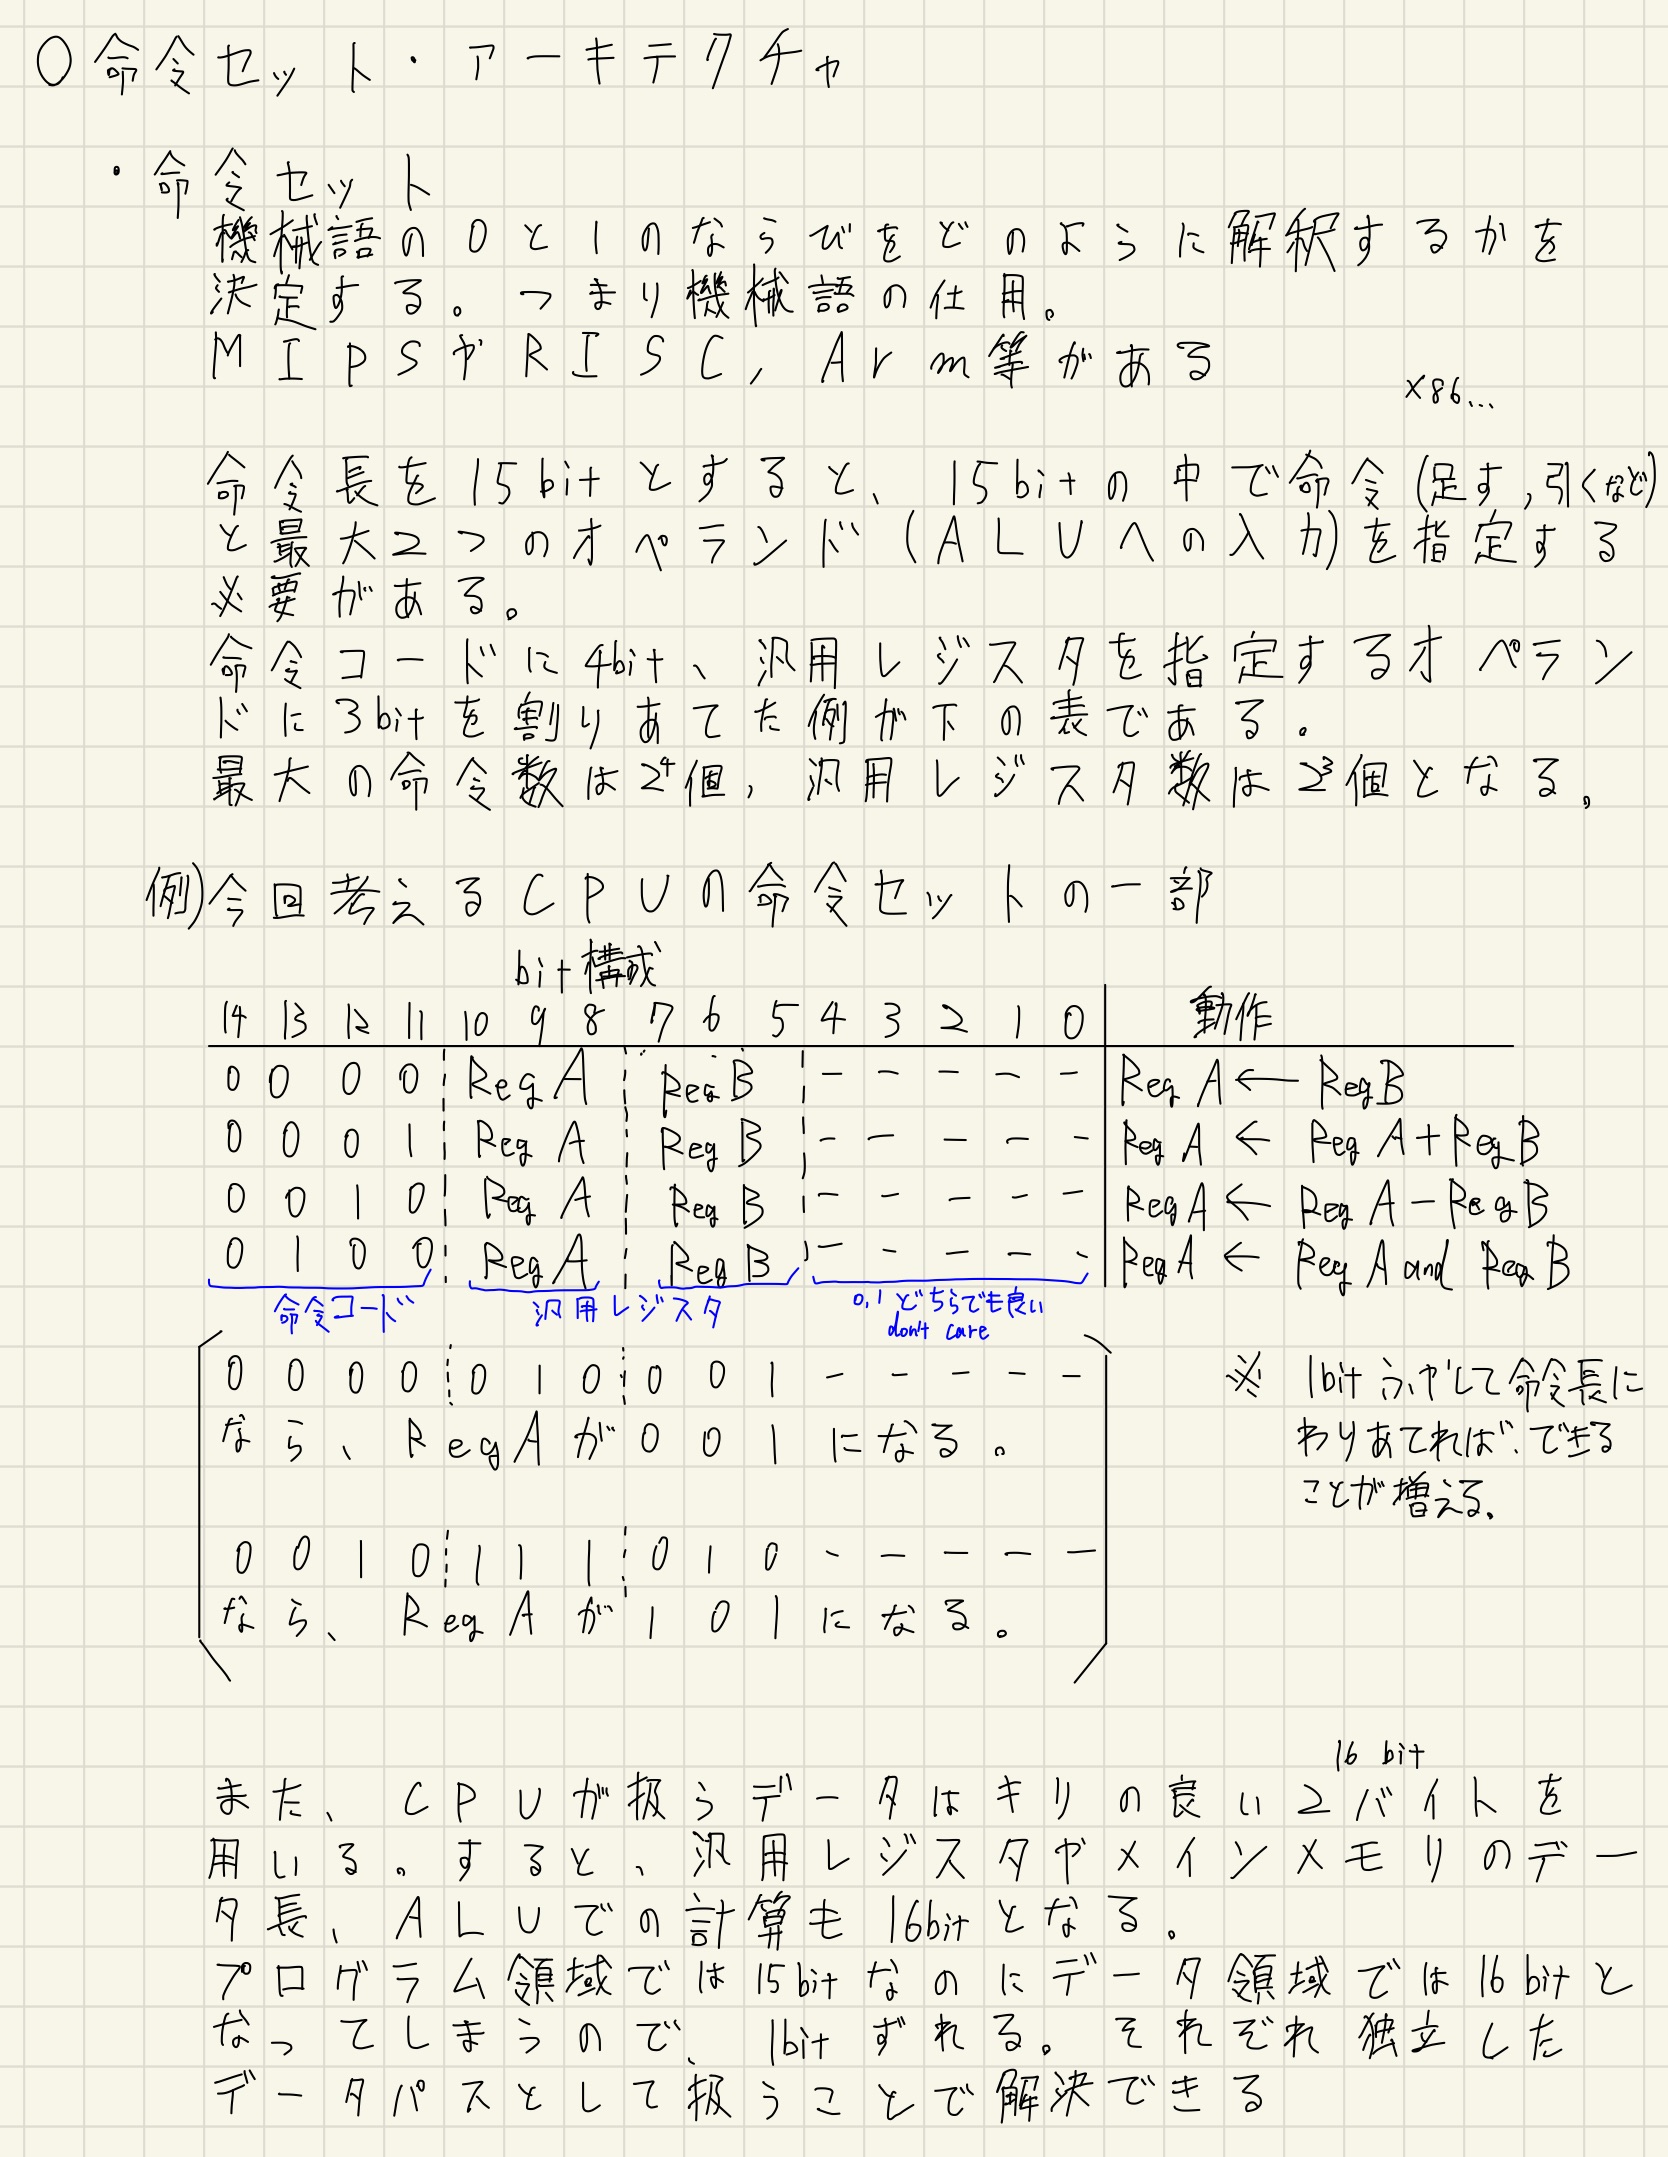 ○命令セット・アーキテクチャ
・命令セット
機械語の0と1のならびをどのように解釈するかを
決定する。つまり機械語の仕用。
MIPSやRISC, Arm等がある
x86...
命令長を15bitとすると、15bitの中で命令(足す,引くなど)
と最大2つのオペランド(ALUへの入力)を指定する
必要がある。
命令コードに4bit、汎用レジスタを指定するオペラン
ドに3bitを割りあてた例が下の表である。
最大の命令数は2⁴個,汎用レジスタ数は2³個となる。
例)今回考えるCPUの命令セットの一部
bit構成
14 13 12 11 10 9 8 7 6 5 4 3 2 1 0 動作
0 0 0 0 Reg A Reg B - - - - - Reg A ← Reg B
0 0 0 1 Reg A Reg B - - - - - Reg A ← Reg A + Reg B
0 0 1 0 Reg A Reg B - - - - - Reg A ← Reg A - Reg B
0 1 0 0 Reg A Reg B - - - - - Reg A ← Reg A and Reg B
命令コード 汎用レジスタ 0,1どちらでも良い
don't care
0 0 0 0 0 1 0 0 0 1 - - - - -
なら、RegAが001になる。
0 0 1 0 1 1 1 0 1 0 - - - - -
なら、RegAが101になる。
※ 1bitふやして命令長に
わりあてれば、できる
ことが増える。
16 bit
また、CPUが扱うデータはキリの良い2バイトを
用いる。すると、汎用レジスタやメインメモリのデー
タ長、ALUでの計算も16bitとなる。
プログラム領域では15bitなのにデータ領域では16bitと
なってしまうので、1bitずれる。それぞれ独立した
データパスとして扱うことで解決できる